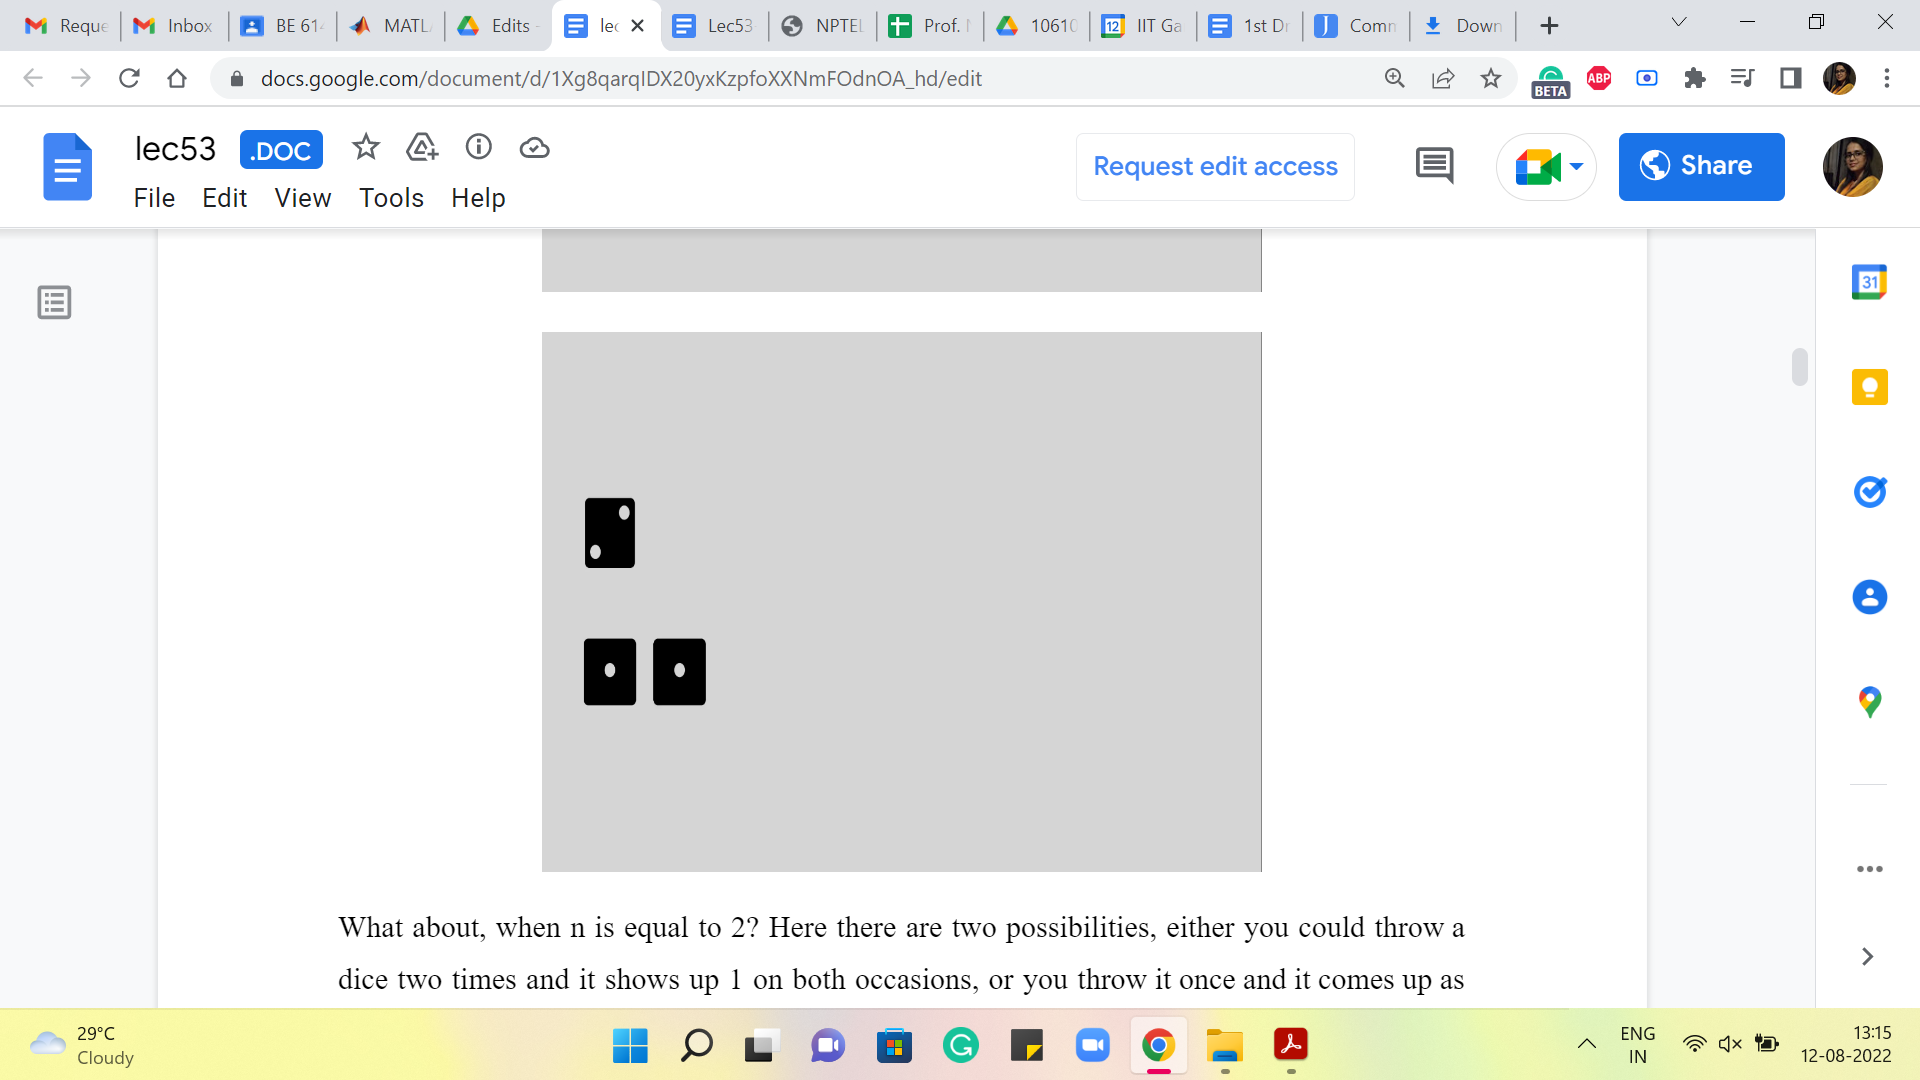 Reque
Inbox
BE 614
MATL
Edits -
lec
Lec53
NPTEL
Prof. N
10610
IIT Ga
1st Dr
Comm
Down
docs.google.com/document/d/1Xg8qarqIDX20yxKzpfoXXNmFOdnOA_hd/edit
BETA
ABP
lec53 .DOC
Request edit access
Share
File Edit View Tools Help
31
What about, when n is equal to 2? Here there are two possibilities, either you could throw a
dice two times and it shows up 1 on both occasions, or you throw it once and it comes up as
29°C
Cloudy
ENG
IN
13:15
12-08-2022